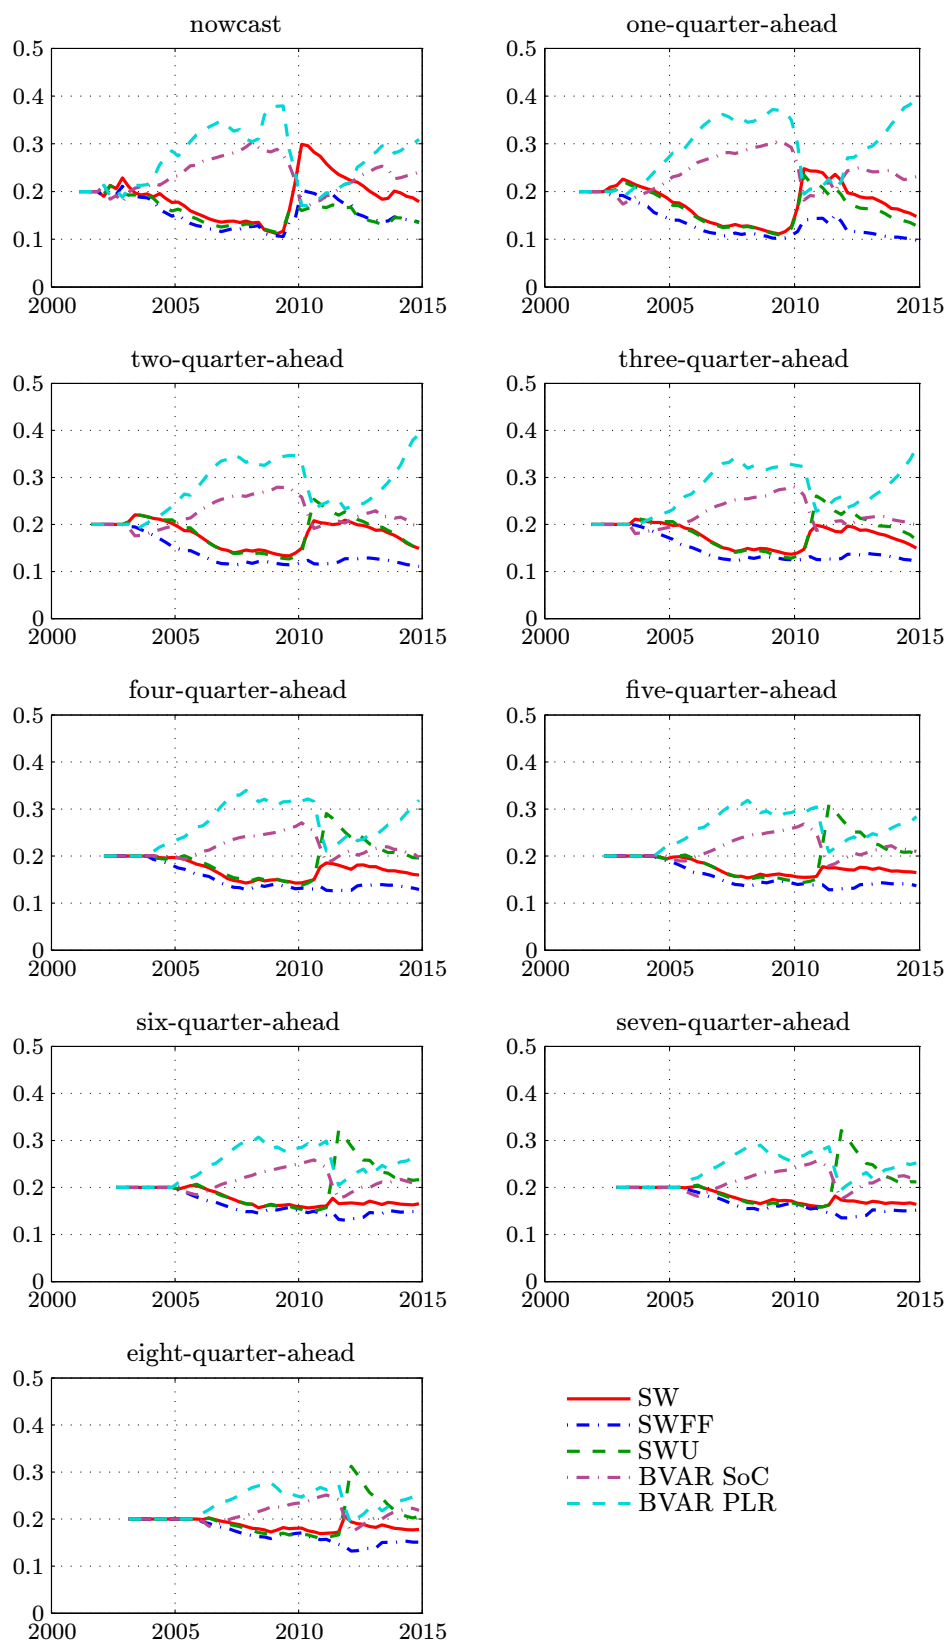 nowcast
0.5
0.4
0.3
0.2
0.1
0
2000 2005 2010 2015
one-quarter-ahead
0.5
0.4
0.3
0.2
0.1
0
2000 2005 2010 2015
two-quarter-ahead
0.5
0.4
0.3
0.2
0.1
0
2000 2005 2010 2015
three-quarter-ahead
0.5
0.4
0.3
0.2
0.1
0
2000 2005 2010 2015
four-quarter-ahead
0.5
0.4
0.3
0.2
0.1
0
2000 2005 2010 2015
five-quarter-ahead
0.5
0.4
0.3
0.2
0.1
0
2000 2005 2010 2015
six-quarter-ahead
0.5
0.4
0.3
0.2
0.1
0
2000 2005 2010 2015
seven-quarter-ahead
0.5
0.4
0.3
0.2
0.1
0
2000 2005 2010 2015
eight-quarter-ahead
0.5
0.4
0.3
0.2
0.1
0
2000 2005 2010 2015
SW
SWFF
SWU
BVAR SoC
BVAR PLR